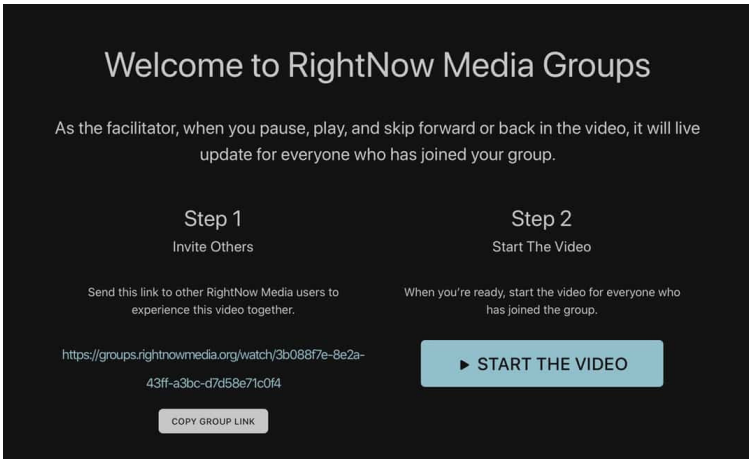 Welcome to RightNow Media Groups
As the facilitator, when you pause, play, and skip forward or back in the video, it will live
update for everyone who has joined your group.
Step 1
Invite Others
Send this link to other RightNow Media users to
experience this video together.
https://groups.rightnowmedia.org/watch/3b088f7e-8e2a-
43ff-a3bc-d7d58e71c0f4
COPY GROUP LINK
Step 2
Start The Video
When you’re ready, start the video for everyone who
has joined the group.
START THE VIDEO